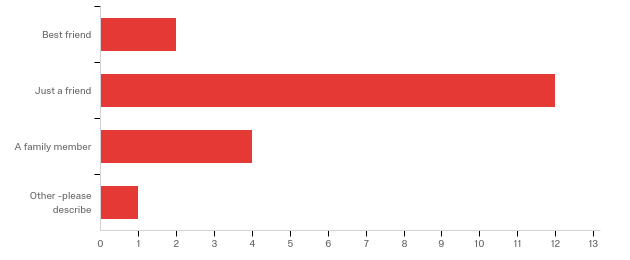 Best friend
Just a friend
A family member
Other -please
describe
0 1 2 3 4 5 6 7 8 9 10 11 12 13